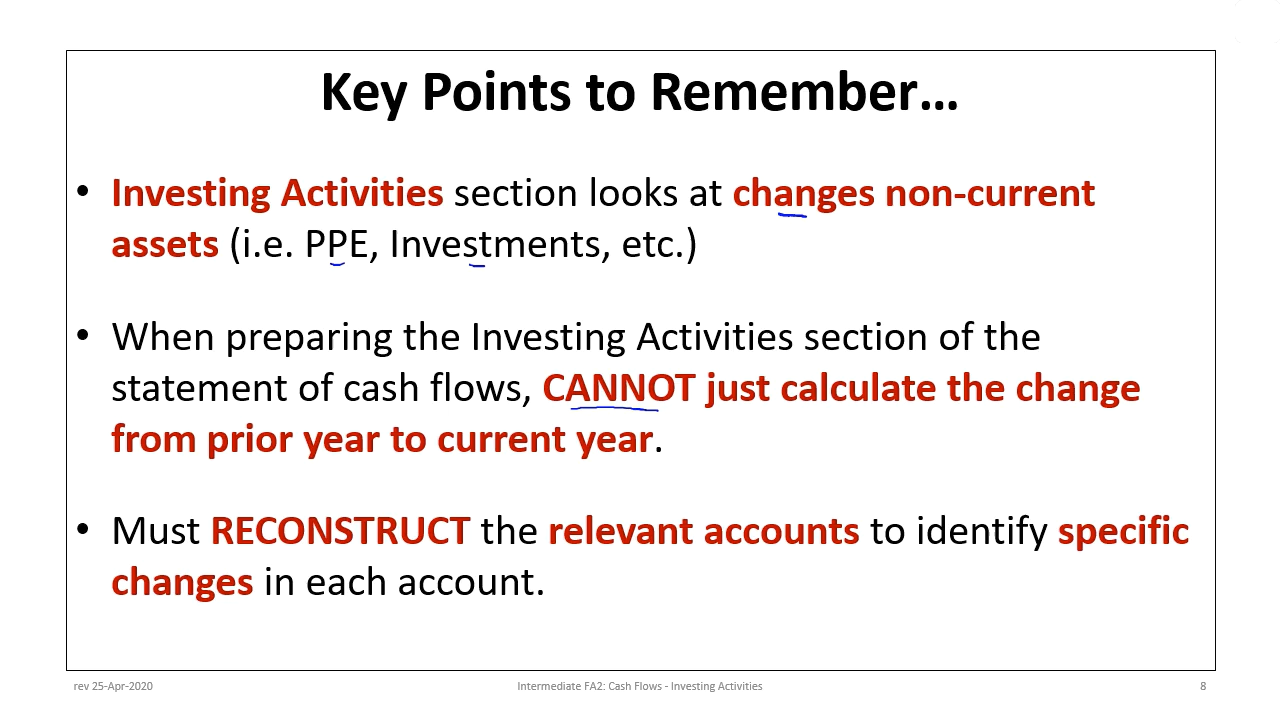 Key Points to Remember…
• Investing Activities section looks at changes non-current
assets (i.e. PPE, Investments, etc.)
• When preparing the Investing Activities section of the
statement of cash flows, CANNOT just calculate the change
from prior year to current year.
• Must RECONSTRUCT the relevant accounts to identify specific
changes in each account.
rev 25-Apr-2020
Intermediate FA2: Cash Flows - Investing Activities
8